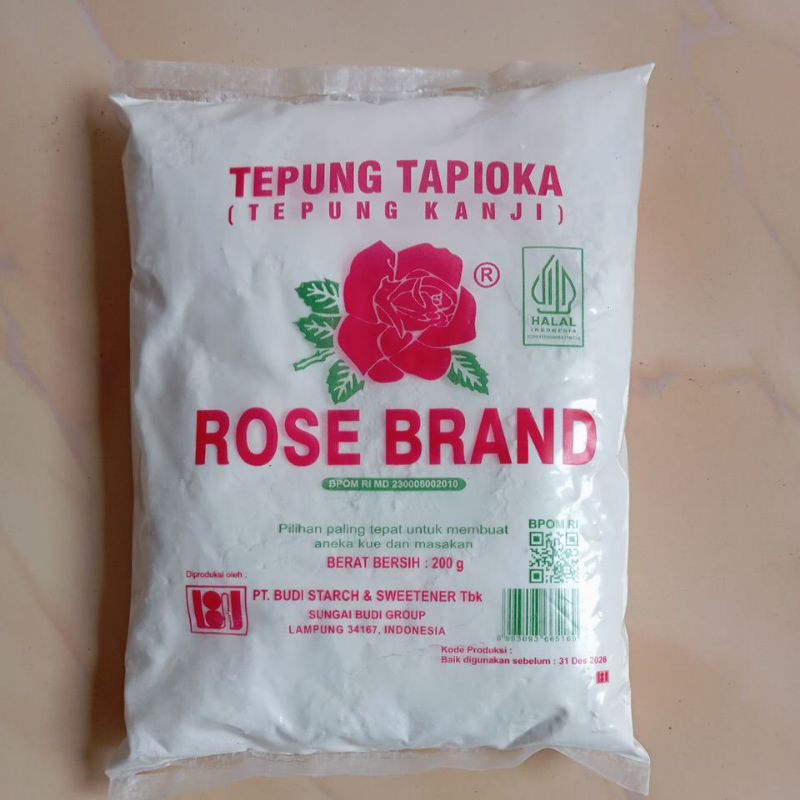 TEPUNG TAPIOKA
( TEPUNG KANJI )
®
HALAL
INDONESIA
ROSE BRAND
BPOM RI MD 230008002010
Pilihan paling tepat untuk membuat
aneka kue dan masakan
BERAT BERSIH : 200 g
BPOM RI
Diproduksi oleh :
PT. BUDI STARCH & SWEETENER Tbk
SUNGAI BUDI GROUP
LAMPUNG 34167, INDONESIA
Kode Produksi :
Baik digunakan sebelum : 31 Des 2026